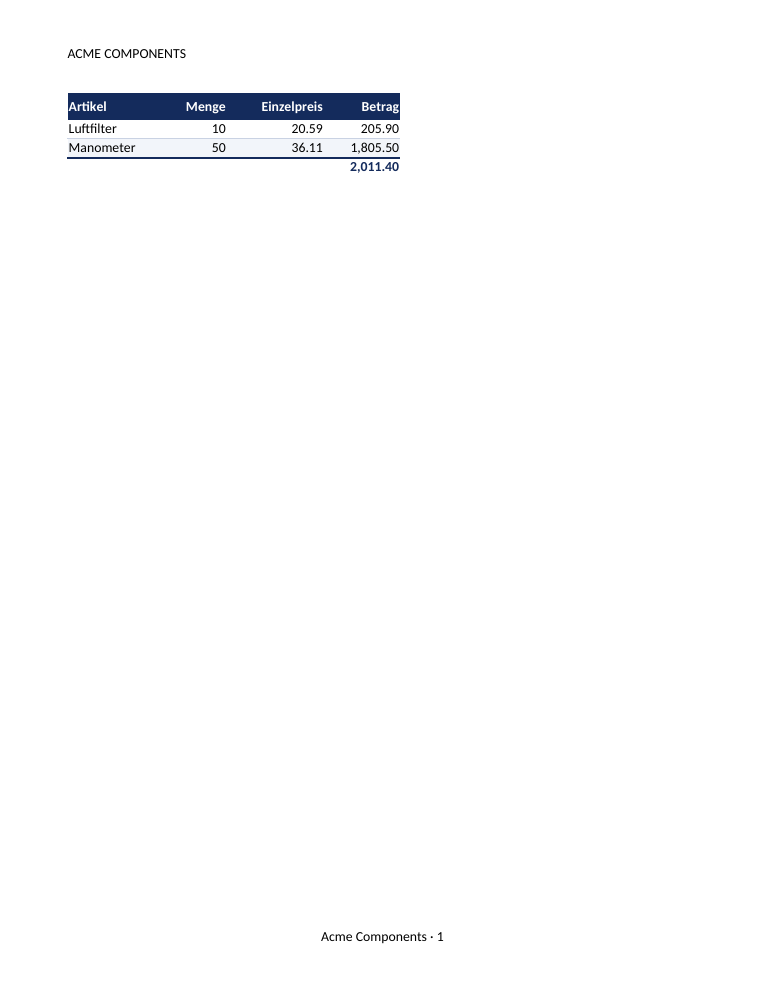 ACME COMPONENTS
Artikel Menge Einzelpreis Betrag
Luftfilter 10 20.59 205.90
Manometer 50 36.11 1,805.50
2,011.40
Acme Components · 1